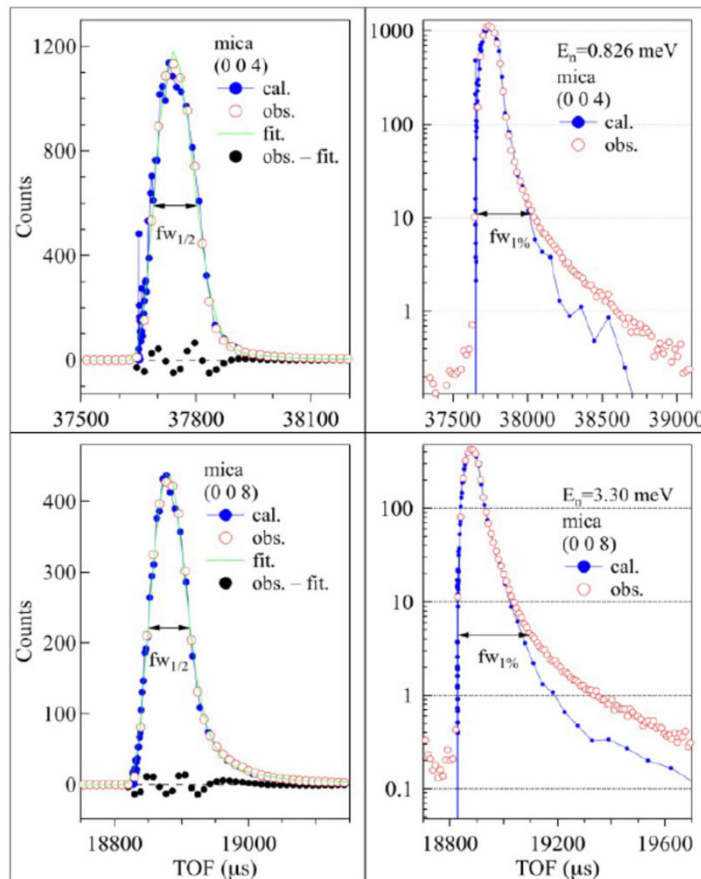 1200
900
600
300
0
Counts
mica
(0 0 4)
cal.
obs.
fit.
obs. – fit.
fw1/2
37500 37800 38100
1000
100
10
1
En=0.826 meV
mica
(0 0 4)
cal.
obs.
fw1%
37500 38000 38500 39000
400
300
200
100
0
Counts
mica
(0 0 8)
cal.
obs.
fit.
obs. – fit.
fw1/2
18800 19000
TOF (μs)
100
10
1
0.1
En=3.30 meV
mica
(0 0 8)
cal.
obs.
fw1%
18800 19200 19600
TOF (μs)